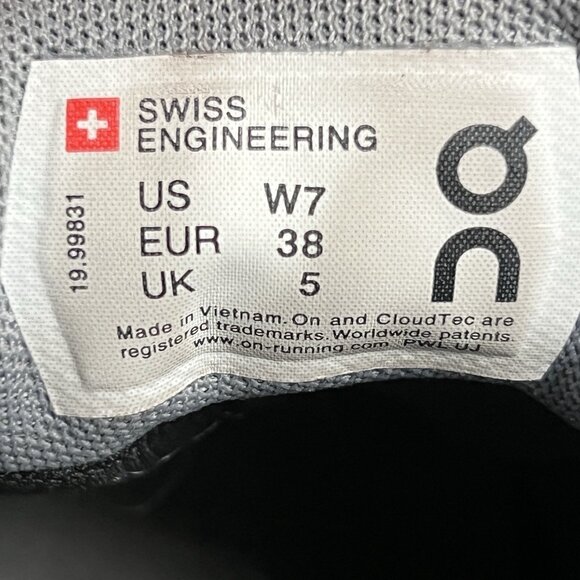 SWISS
ENGINEERING
US W7
EUR 38
UK 5
19.99831
Made in Vietnam. On and CloudTec are
registered trademarks. Worldwide patents.
www.on-running.com PWL UJ